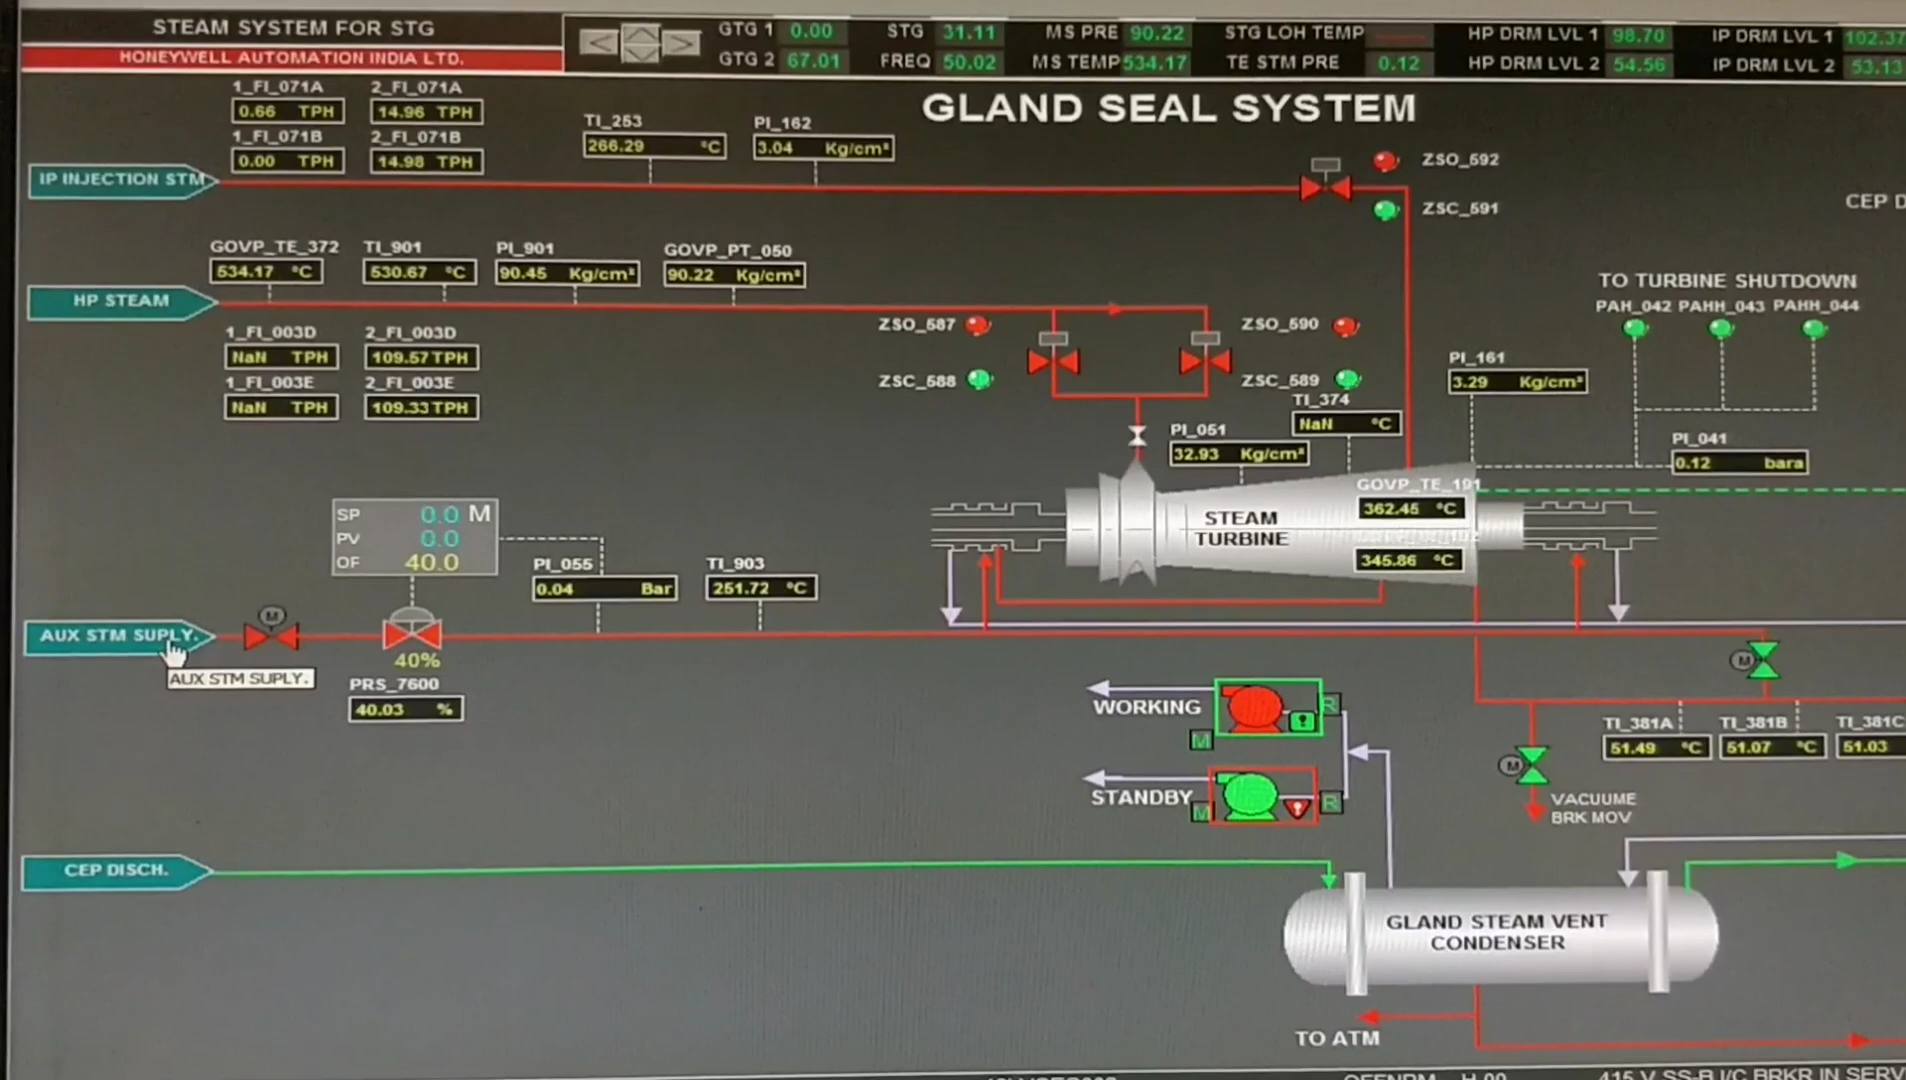 STEAM SYSTEM FOR STG
HONEYWELL AUTOMATION INDIA LTD.
GTG 1 0.00 STG 31.11 MS PRE 90.22 STG LOH TEMP HP DRM LVL 1 98.70 IP DRM LVL 1 102.37
GTG 2 67.01 FREQ 50.02 MS TEMP 534.17 TE STM PRE 0.12 HP DRM LVL 2 54.56 IP DRM LVL 2 53.13
GLAND SEAL SYSTEM
1_FI_071A 2_FI_071A
0.66 TPH 14.96 TPH
1_FI_071B 2_FI_071B
0.00 TPH 14.98 TPH
TI_253 PI_162
266.29 °C 3.04 Kg/cm²
IP INJECTION STM
ZSO_592
ZSC_591
CEP D
GOVP_TE_372 TI_901 PI_901 GOVP_PT_050
534.17 °C 530.67 °C 90.45 Kg/cm² 90.22 Kg/cm²
HP STEAM
TO TURBINE SHUTDOWN
PAH_042 PAHH_043 PAHH_044
1_FI_003D 2_FI_003D
NaN TPH 109.57 TPH
1_FI_003E 2_FI_003E
NaN TPH 109.33 TPH
ZSO_587 ZSO_590
ZSC_588 ZSC_589
PI_161
3.29 Kg/cm²
TI_374
NaN °C
PI_051
32.93 Kg/cm²
PI_041
0.12 bara
GOVP_TE_191
362.45 °C
345.86 °C
STEAM
TURBINE
SP 0.0 M
PV 0.0
OF 40.0
PI_055 TI_903
0.04 Bar 251.72 °C
AUX STM SUPLY.
M
40%
AUX STM SUPLY.
PRS_7600
40.03 %
M
WORKING R
M
STANDBY R
M
TI_381A TI_381B TI_381C
51.49 °C 51.07 °C 51.03
M
VACUUME
BRK MOV
CEP DISCH.
GLAND STEAM VENT
CONDENSER
TO ATM
415 V SS-B I/C BRKR IN SERV